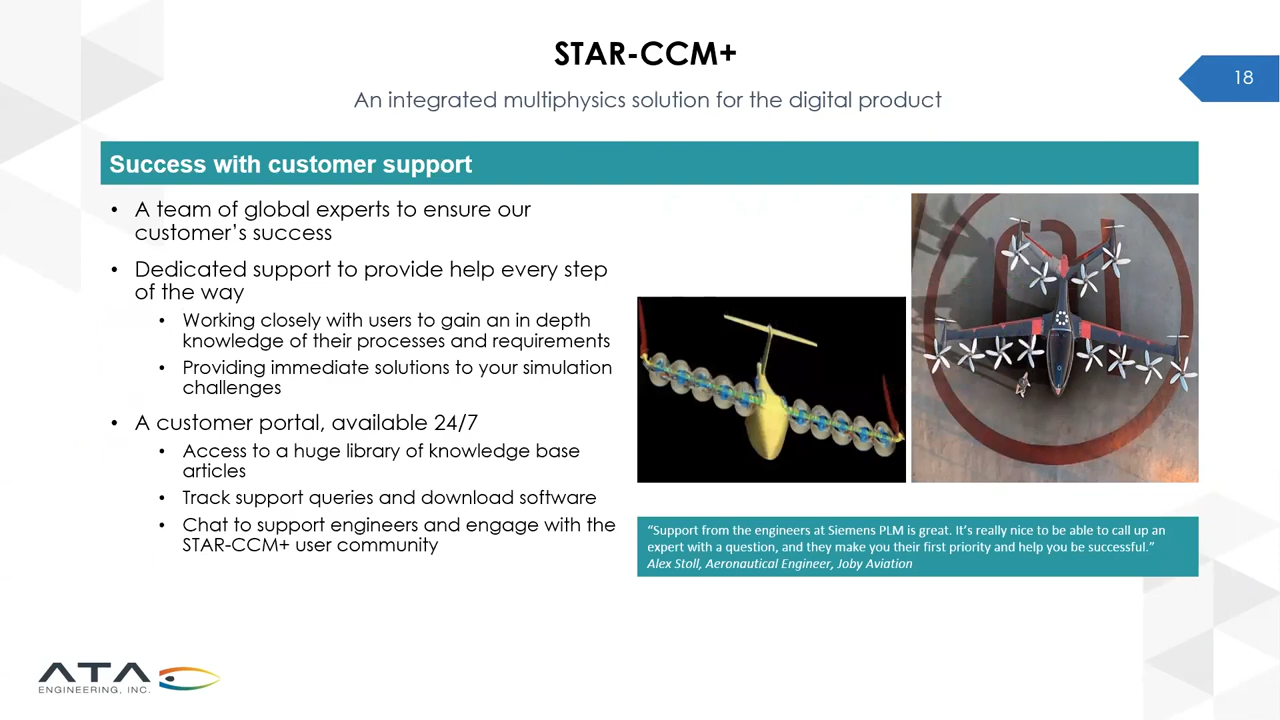 STAR-CCM+
An integrated multiphysics solution for the digital product
18
Success with customer support
• A team of global experts to ensure our
customer’s success
• Dedicated support to provide help every step
of the way
• Working closely with users to gain an in depth
knowledge of their processes and requirements
• Providing immediate solutions to your simulation
challenges
• A customer portal, available 24/7
• Access to a huge library of knowledge base
articles
• Track support queries and download software
• Chat to support engineers and engage with the
STAR-CCM+ user community
“Support from the engineers at Siemens PLM is great. It’s really nice to be able to call up an
expert with a question, and they make you their first priority and help you be successful.”
Alex Stoll, Aeronautical Engineer, Joby Aviation
ATA
ENGINEERING, INC.